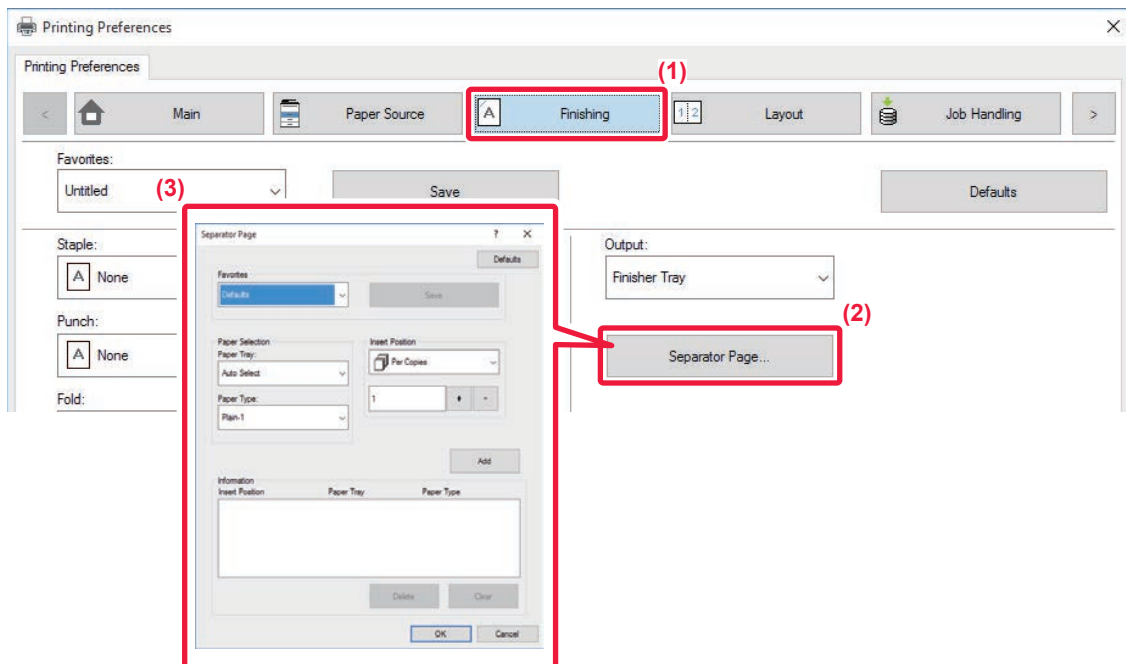 Printing Preferences
Printing Preferences
(1)
< Main Paper Source A Finishing 1 2 Layout Job Handling >
Favorites:
Untitled
(3)
Save
Defaults
Staple:
A None
Punch:
A None
Fold:
Separator Page ?
Defaults
Favorites
Defaults
Save
Paper Selection
Paper Tray:
Auto Select
Paper Type:
Plain-1
Insert Position
Per Copies
1 + -
Add
Information
Insert Position Paper Tray Paper Type
Delete Clear
OK Cancel
Output:
Finisher Tray
(2)
Separator Page...